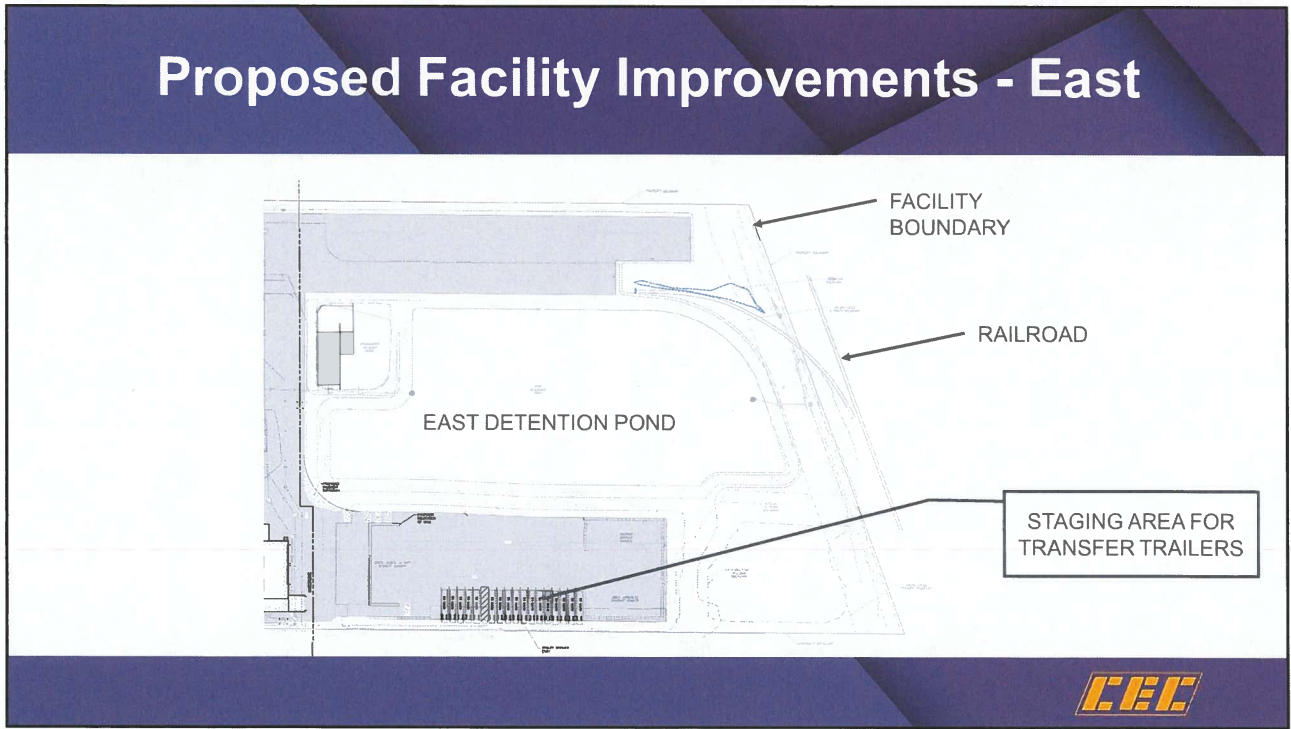 Proposed Facility Improvements - East
FACILITY
BOUNDARY
RAILROAD
EAST DETENTION POND
STAGING AREA FOR
TRANSFER TRAILERS
CEC